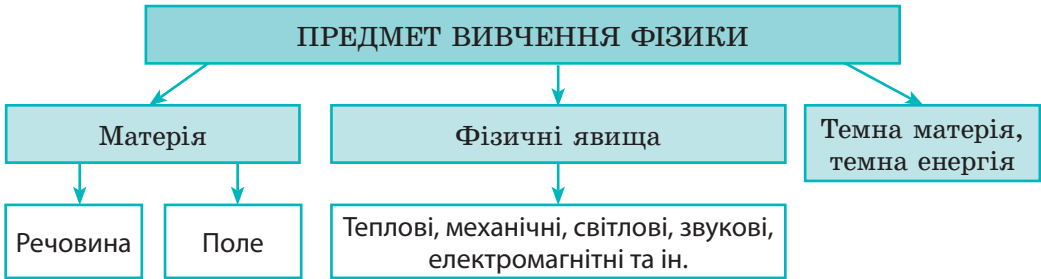 ПРЕДМЕТ ВИВЧЕННЯ ФІЗИКИ
Матерія
Фізичні явища
Темна матерія,
темна енергія
Речовина
Поле
Теплові, механічні, світлові, звукові,
електромагнітні та ін.